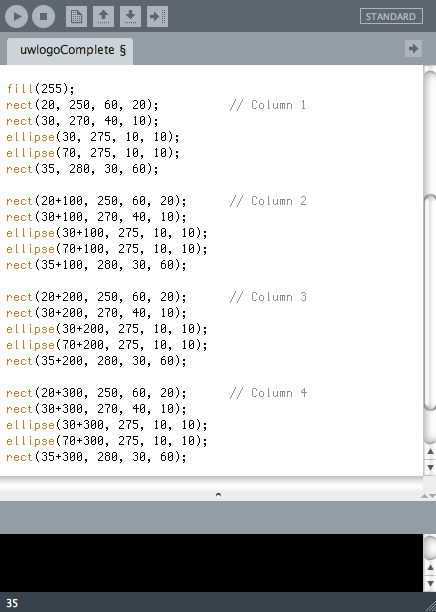 STANDARD
uwlogoComplete §
fill(255);
rect(20, 250, 60, 20);      // Column 1
rect(30, 270, 40, 10);
ellipse(30, 275, 10, 10);
ellipse(70, 275, 10, 10);
rect(35, 280, 30, 60);
rect(20+100, 250, 60, 20);      // Column 2
rect(30+100, 270, 40, 10);
ellipse(30+100, 275, 10, 10);
ellipse(70+100, 275, 10, 10);
rect(35+100, 280, 30, 60);
rect(20+200, 250, 60, 20);      // Column 3
rect(30+200, 270, 40, 10);
ellipse(30+200, 275, 10, 10);
ellipse(70+200, 275, 10, 10);
rect(35+200, 280, 30, 60);
rect(20+300, 250, 60, 20);      // Column 4
rect(30+300, 270, 40, 10);
ellipse(30+300, 275, 10, 10);
ellipse(70+300, 275, 10, 10);
rect(35+300, 280, 30, 60);
35